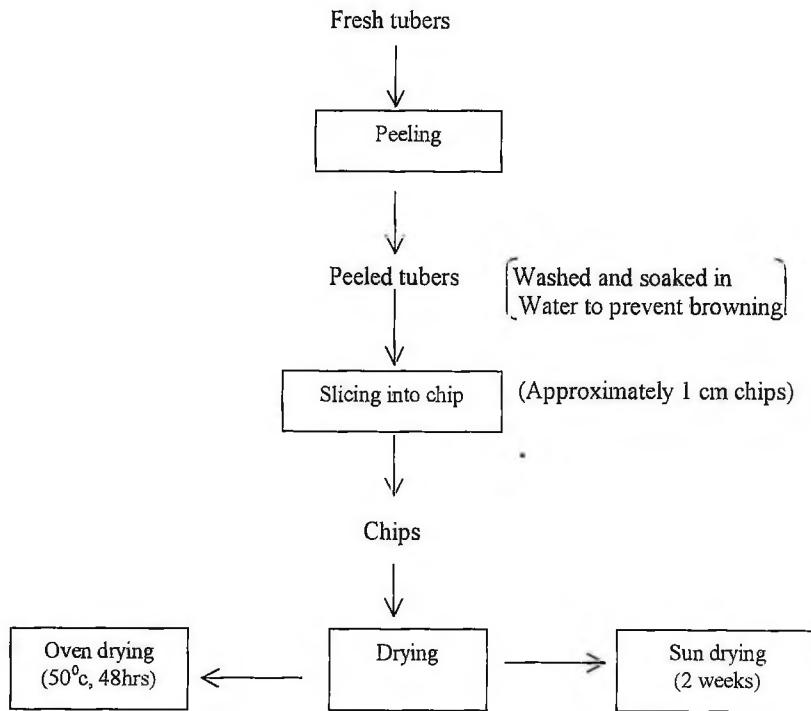 Fresh tubers
Peeling
Peeled tubers
Washed and soaked in
Water to prevent browning
Slicing into chip
(Approximately 1 cm chips)
Chips
Oven drying
(50⁰c, 48hrs)
Drying
Sun drying
(2 weeks)